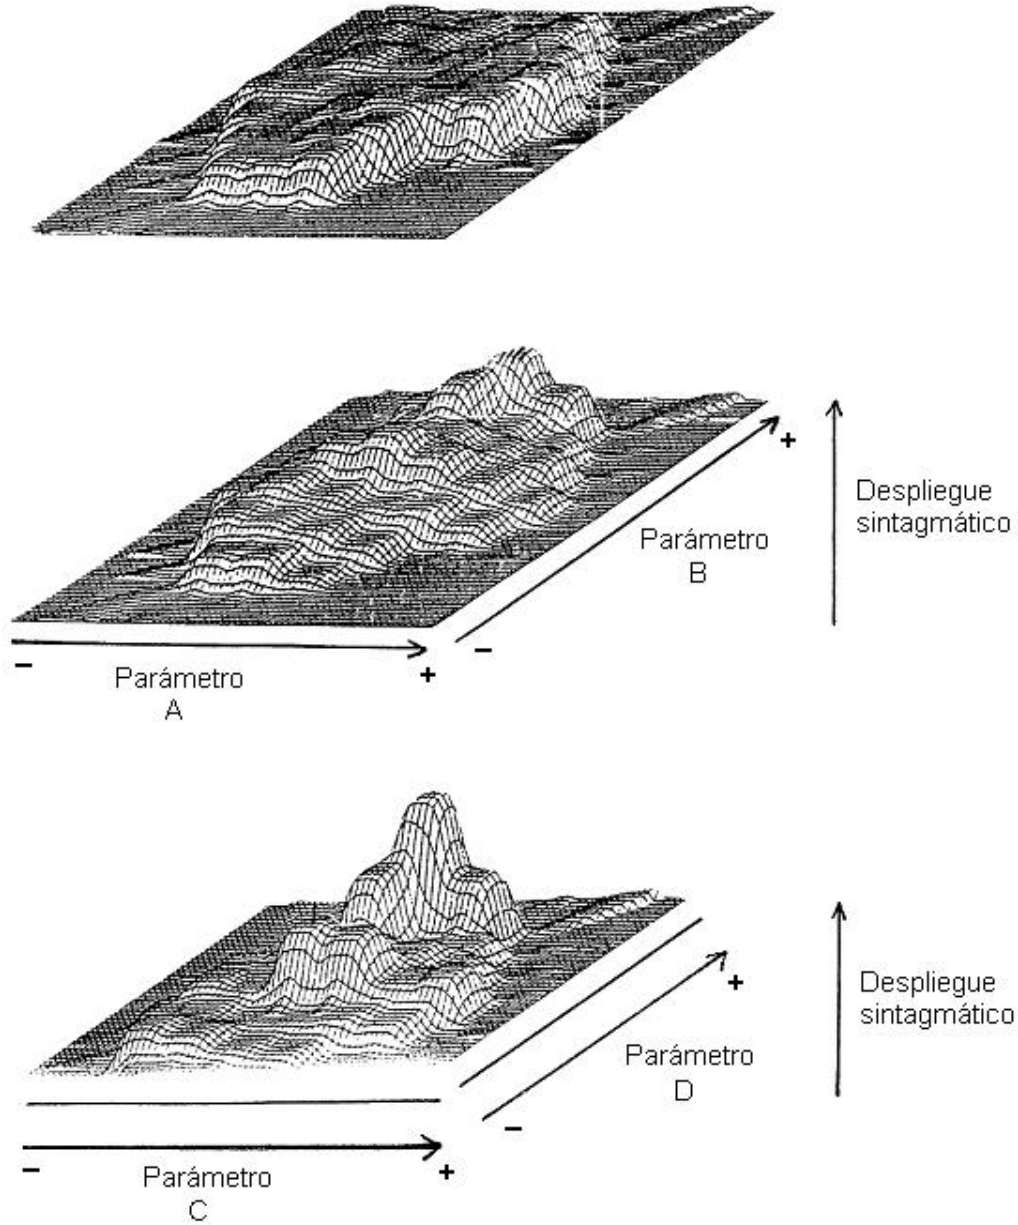 +
Despliegue
sintagmático
Parámetro
B
−
−
+
Parámetro
A
Despliegue
sintagmático
+
Parámetro
D
−
−
+
Parámetro
C